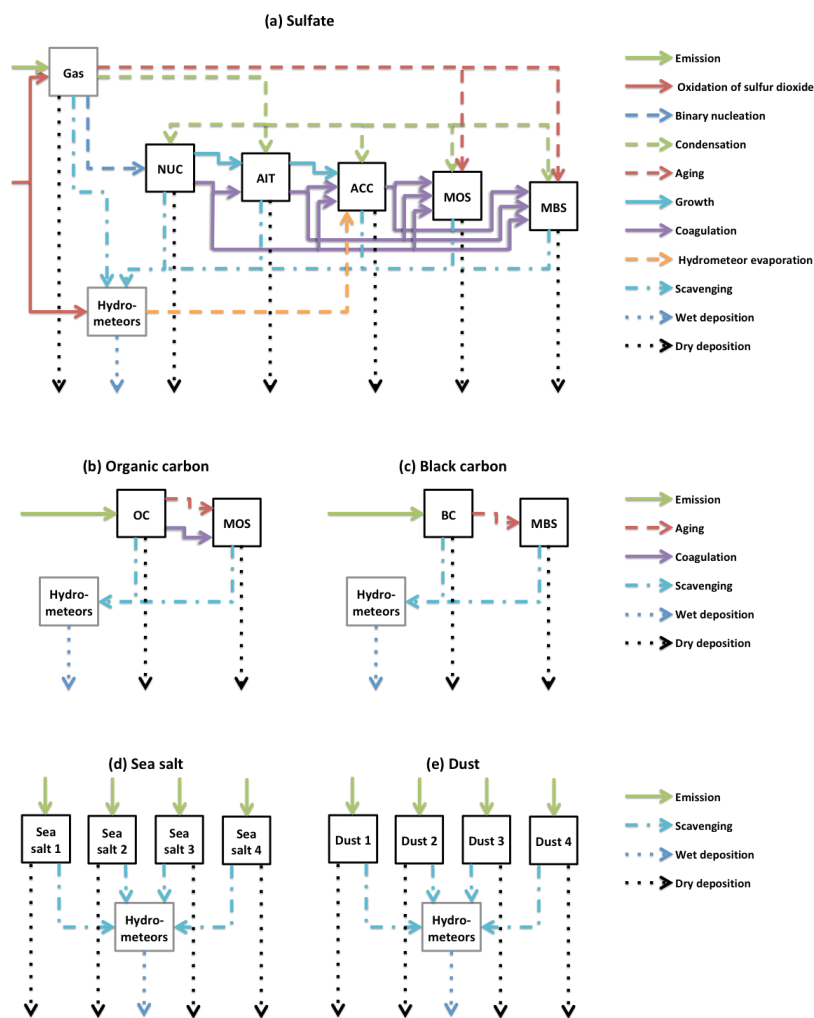 (a) Sulfate
Gas
NUC
AIT
ACC
MOS
MBS
Hydro-
meteors
Emission
Oxidation of sulfur dioxide
Binary nucleation
Condensation
Aging
Growth
Coagulation
Hydrometeor evaporation
Scavenging
Wet deposition
Dry deposition
(b) Organic carbon
OC
MOS
Hydro-
meteors
(c) Black carbon
BC
MBS
Hydro-
meteors
Emission
Aging
Coagulation
Scavenging
Wet deposition
Dry deposition
(d) Sea salt
Sea
salt 1
Sea
salt 2
Sea
salt 3
Sea
salt 4
Hydro-
meteors
(e) Dust
Dust 1
Dust 2
Dust 3
Dust 4
Hydro-
meteors
Emission
Scavenging
Wet deposition
Dry deposition